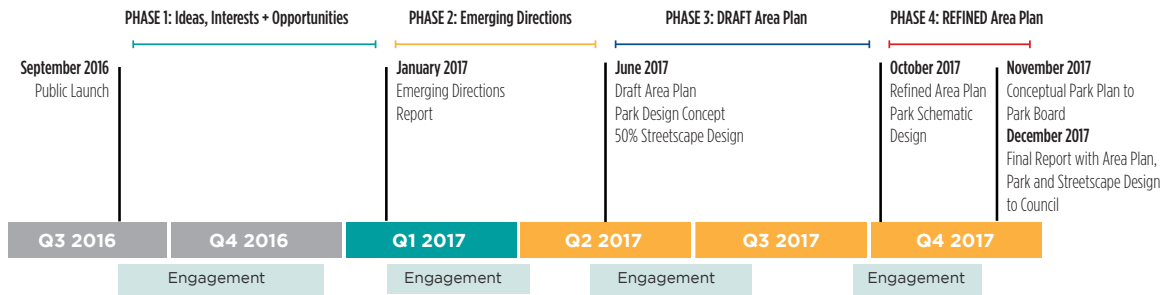 PHASE 1: Ideas, Interests + Opportunities
PHASE 2: Emerging Directions
PHASE 3: DRAFT Area Plan
PHASE 4: REFINED Area Plan
September 2016
Public Launch
January 2017
Emerging Directions
Report
June 2017
Draft Area Plan
Park Design Concept
50% Streetscape Design
October 2017
Refined Area Plan
Park Schematic
Design
November 2017
Conceptual Park Plan to
Park Board
December 2017
Final Report with Area Plan,
Park and Streetscape Design
to Council
Q3 2016
Q4 2016
Q1 2017
Q2 2017
Q3 2017
Q4 2017
Engagement
Engagement
Engagement
Engagement